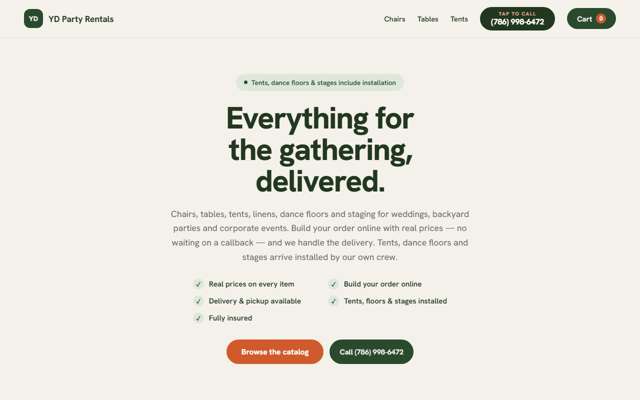 YD
YD Party Rentals
Chairs
Tables
Tents
TAP TO CALL
(786) 998-6472
Cart 0
Tents, dance floors & stages include installation
Everything for
the gathering,
delivered.
Chairs, tables, tents, linens, dance floors and staging for weddings, backyard
parties and corporate events. Build your order online with real prices — no
waiting on a callback — and we handle the delivery. Tents, dance floors and
stages arrive installed by our own crew.
✓ Real prices on every item
✓ Build your order online
✓ Delivery & pickup available
✓ Tents, floors & stages installed
✓ Fully insured
Browse the catalog
Call (786) 998-6472